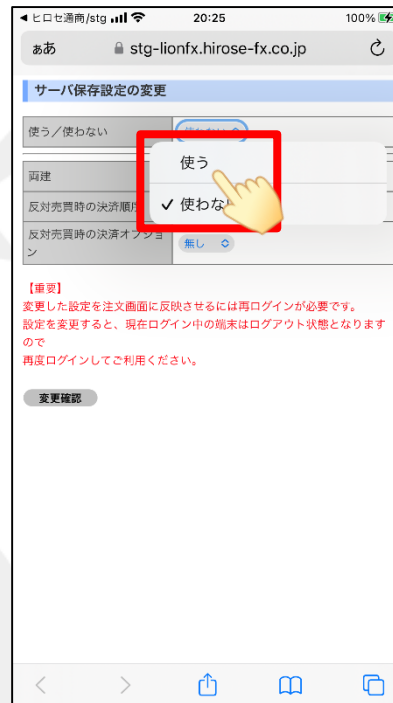 ◀ ヒロセ通商/stg 20:25 100%
ああ stg-lionfx.hirose-fx.co.jp
サーバ保存設定の変更
使う／使わない
使う
両建
✓ 使わな
反対売買時の決済順
反対売買時の決済オプション
無し
【重要】
変更した設定を注文画面に反映させるには再ログインが必要です。
設定を変更すると、現在ログイン中の端末はログアウト状態となります
ので
再度ログインしてご利用ください。
変更確認